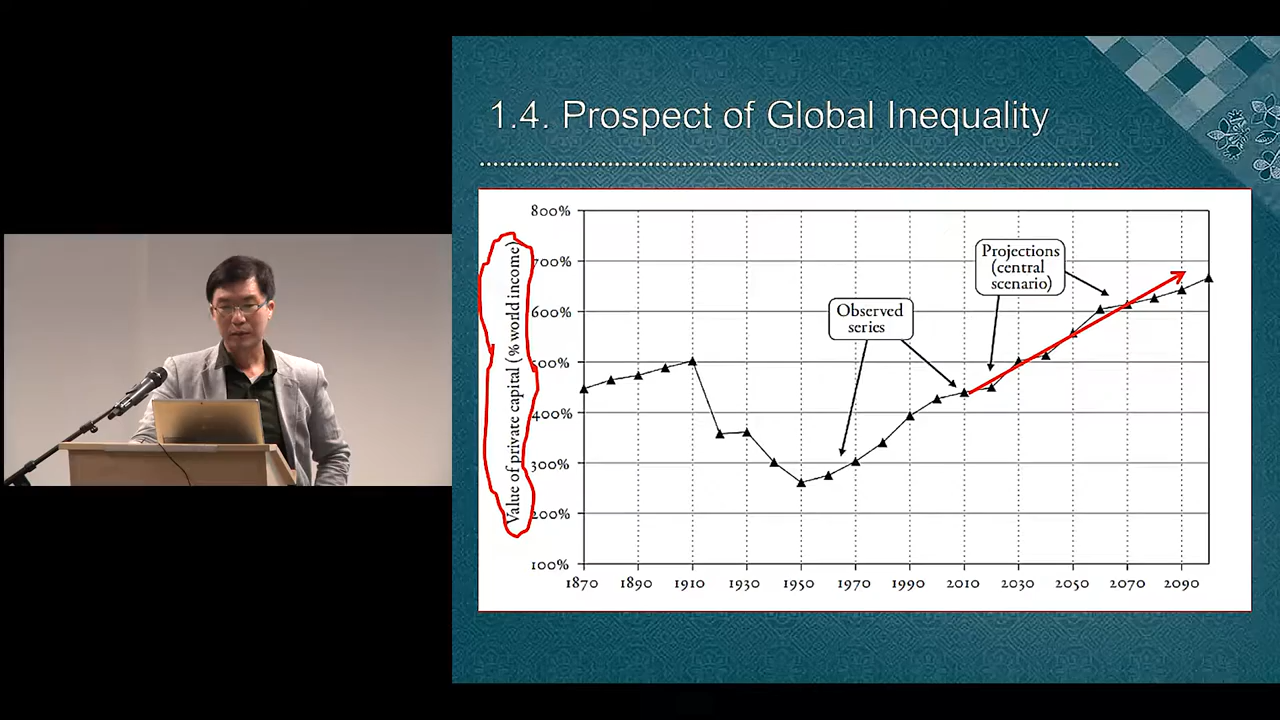 1.4. Prospect of Global Inequality
Value of private capital (% world income)
800%
700%
600%
500%
400%
300%
200%
100%
Observed
series
Projections
(central
scenario)
1870 1890 1910 1930 1950 1970 1990 2010 2030 2050 2070 2090